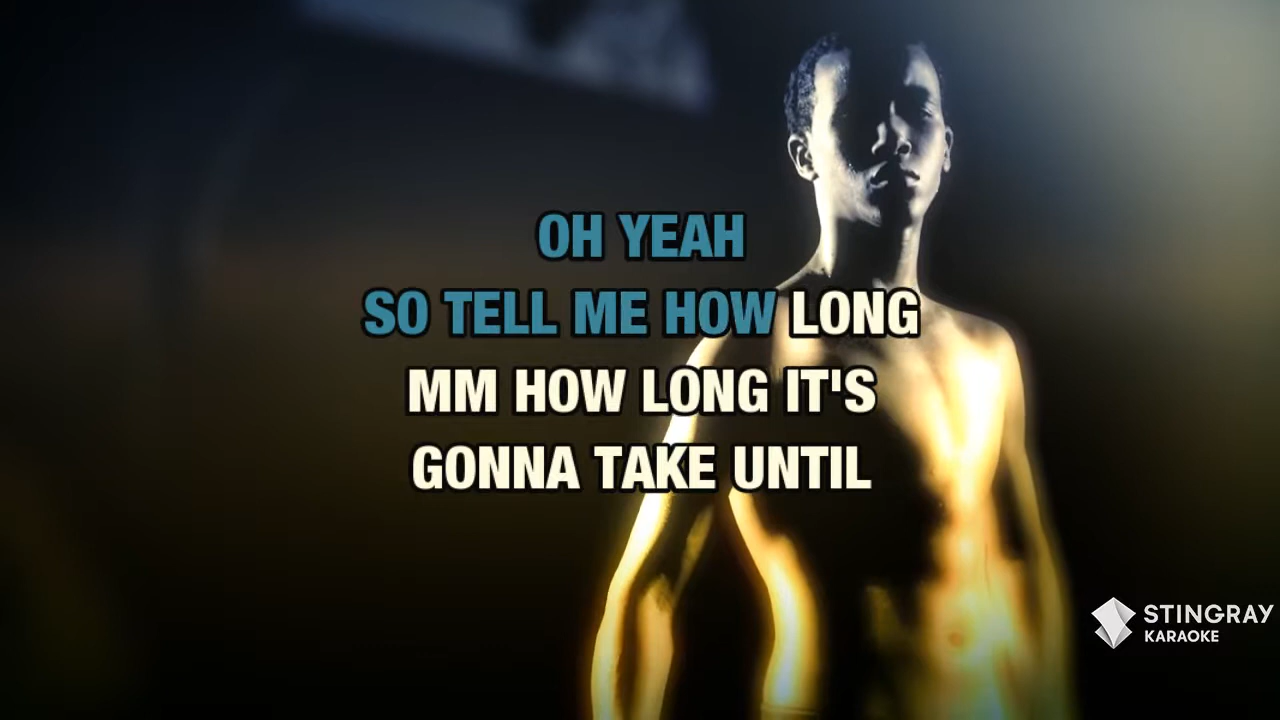 OH YEAH
SO TELL ME HOW LONG
MM HOW LONG IT'S
GONNA TAKE UNTIL
STINGRAY
KARAOKE